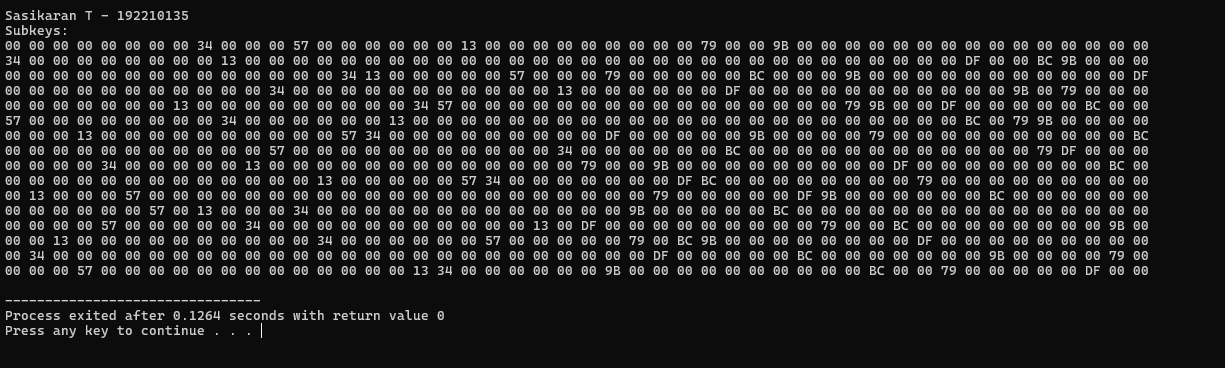 Sasikaran T - 192210135
Subkeys:
00 00 00 00 00 00 00 00 34 00 00 00 57 00 00 00 00 00 00 13 00 00 00 00 00 00 00 00 00 79 00 00 9B 00 00 00 00 00 00 00 00 00 00 00 00 00 00 00
34 00 00 00 00 00 00 00 00 13 00 00 00 00 00 00 00 00 00 00 00 00 00 00 00 00 00 00 00 00 00 00 00 00 00 00 00 00 00 00 DF 00 00 BC 9B 00 00 00
00 00 00 00 00 00 00 00 00 00 00 00 00 00 34 13 00 00 00 00 00 57 00 00 00 79 00 00 00 00 00 BC 00 00 00 9B 00 00 00 00 00 00 00 00 00 00 00 DF
00 00 00 00 00 00 00 00 00 00 00 34 00 00 00 00 00 00 00 00 00 00 00 13 00 00 00 00 00 00 DF 00 00 00 00 00 00 00 00 00 00 00 9B 00 79 00 00 00
00 00 00 00 00 00 00 13 00 00 00 00 00 00 00 00 00 34 57 00 00 00 00 00 00 00 00 00 00 00 00 00 00 00 00 79 9B 00 00 DF 00 00 00 00 00 BC 00 00
57 00 00 00 00 00 00 00 00 34 00 00 00 00 00 00 13 00 00 00 00 00 00 00 00 00 00 00 00 00 00 00 00 00 00 00 00 00 00 00 BC 00 79 9B 00 00 00 00
00 00 00 13 00 00 00 00 00 00 00 00 00 00 57 34 00 00 00 00 00 00 00 00 00 DF 00 00 00 00 00 9B 00 00 00 00 79 00 00 00 00 00 00 00 00 00 00 BC
00 00 00 00 00 00 00 00 00 00 00 57 00 00 00 00 00 00 00 00 00 00 00 34 00 00 00 00 00 00 BC 00 00 00 00 00 00 00 00 00 00 00 00 79 DF 00 00 00
00 00 00 00 34 00 00 00 00 00 13 00 00 00 00 00 00 00 00 00 00 00 00 00 79 00 00 9B 00 00 00 00 00 00 00 00 00 DF 00 00 00 00 00 00 00 00 BC 00
00 00 00 00 00 00 00 00 00 00 00 00 00 13 00 00 00 00 00 57 34 00 00 00 00 00 00 00 DF BC 00 00 00 00 00 00 00 00 79 00 00 00 00 00 00 00 00 00
00 13 00 00 00 57 00 00 00 00 00 00 00 00 00 00 00 00 00 00 00 00 00 00 00 00 00 79 00 00 00 00 00 DF 9B 00 00 00 00 00 00 BC 00 00 00 00 00 00
00 00 00 00 00 00 57 00 13 00 00 00 34 00 00 00 00 00 00 00 00 00 00 00 00 00 9B 00 00 00 00 00 BC 00 00 00 00 00 00 00 00 00 00 00 00 00 00 00
00 00 00 00 57 00 00 00 00 00 34 00 00 00 00 00 00 00 00 00 00 00 13 00 DF 00 00 00 00 00 00 00 00 00 79 00 00 BC 00 00 00 00 00 00 00 00 9B 00
00 00 13 00 00 00 00 00 00 00 00 00 00 34 00 00 00 00 00 00 57 00 00 00 00 00 79 00 BC 9B 00 00 00 00 00 00 00 00 DF 00 00 00 00 00 00 00 00 00
00 34 00 00 00 00 00 00 00 00 00 00 00 00 00 00 00 00 00 00 00 00 00 00 00 00 00 DF 00 00 00 00 00 BC 00 00 00 00 00 00 00 9B 00 00 00 00 79 00
00 00 00 57 00 00 00 00 00 00 00 00 00 00 00 00 00 13 34 00 00 00 00 00 00 9B 00 00 00 00 00 00 00 00 00 00 BC 00 00 79 00 00 00 00 00 DF 00 00
--------------------------------
Process exited after 0.1264 seconds with return value 0
Press any key to continue . . .